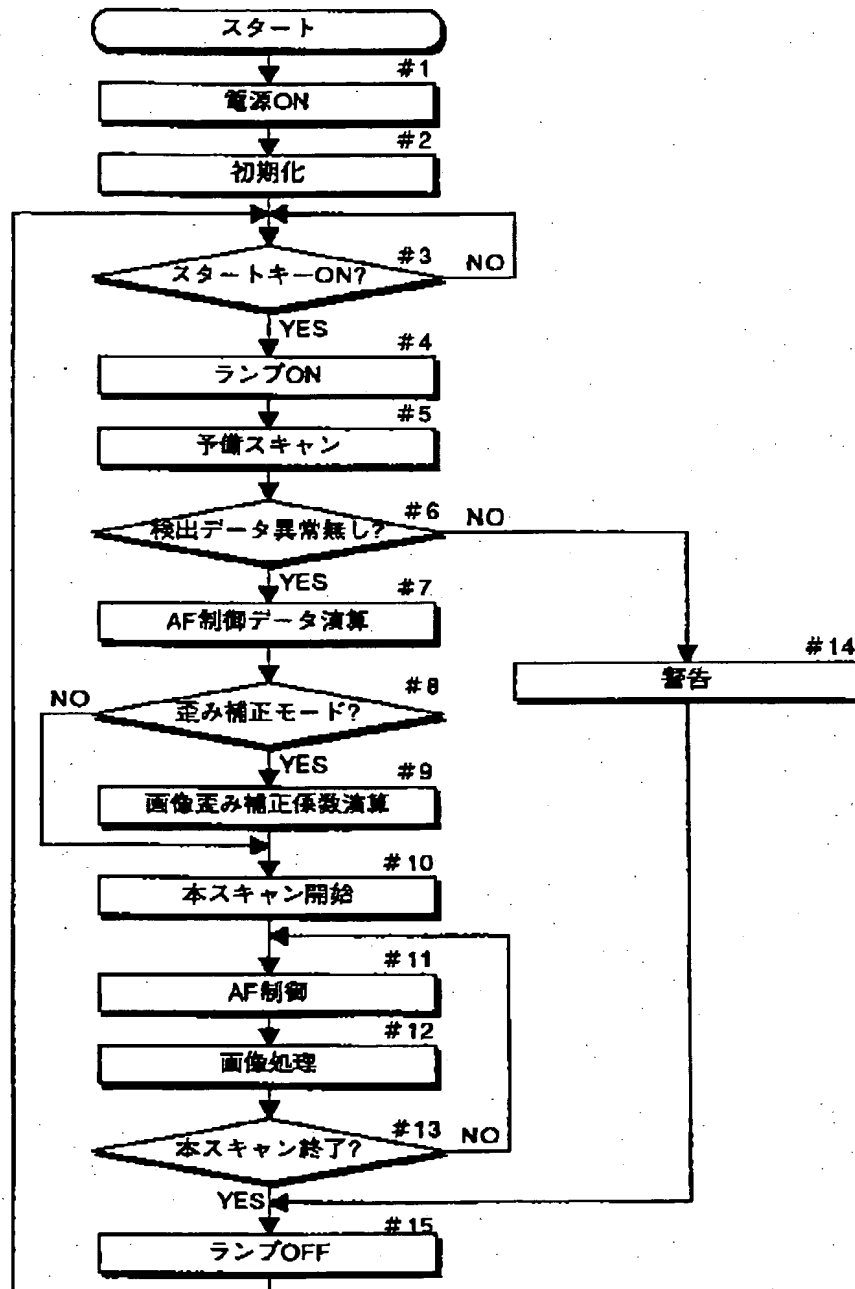 スタート
#1
電源ON
#2
初期化
#3
スタートキーON?
NO
YES
#4
ランプON
#5
予備スキャン
#6
検出データ異常無し?
NO
YES
#7
AF制御データ演算
#8
歪み補正モード?
NO
YES
#9
画像歪み補正係数演算
#10
本スキャン開始
#11
AF制御
#12
画像処理
#13
本スキャン終了?
NO
YES
#14
警告
#15
ランプOFF